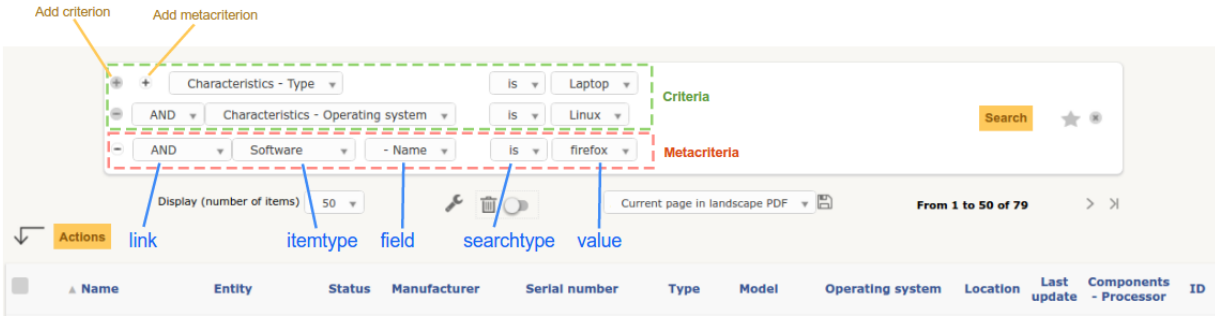 Add criterion Add metacriterion
Characteristics - Type is Laptop
Criteria
AND Characteristics - Operating system is Linux
Search
AND Software - Name is firefox Metacriteria
Display (number of items) 50 Current page in landscape PDF From 1 to 50 of 79
Actions link itemtype field searchtype value
Name Entity Status Manufacturer Serial number Type Model Operating system Location Last update Components - Processor ID